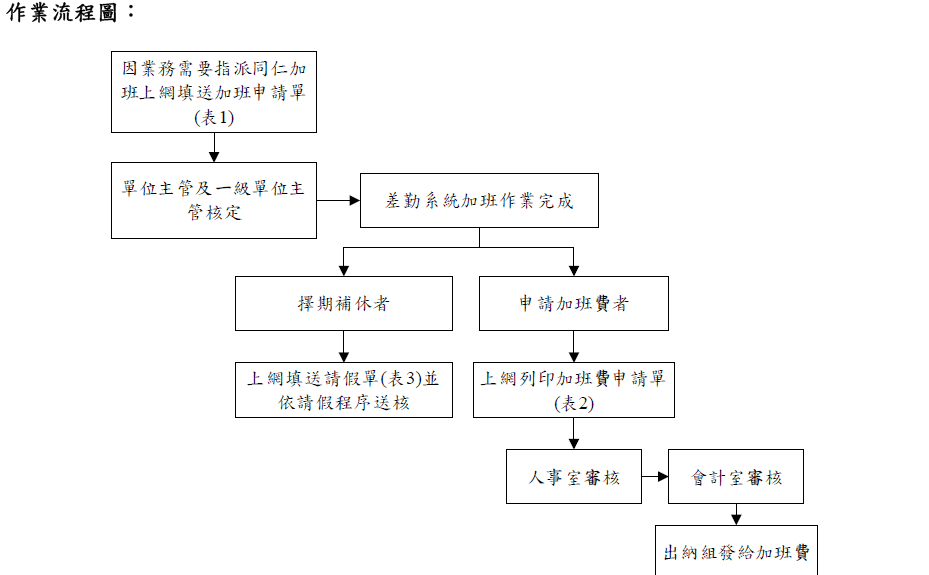 作業流程圖：
因業務需要指派同仁加
班上網填送加班申請單
(表1)
單位主管及一級單位主
管核定
差勤系統加班作業完成
擇期補休者
申請加班費者
上網填送請假單(表3)並
依請假程序送核
上網列印加班費申請單
(表2)
人事室審核
會計室審核
出納組發給加班費